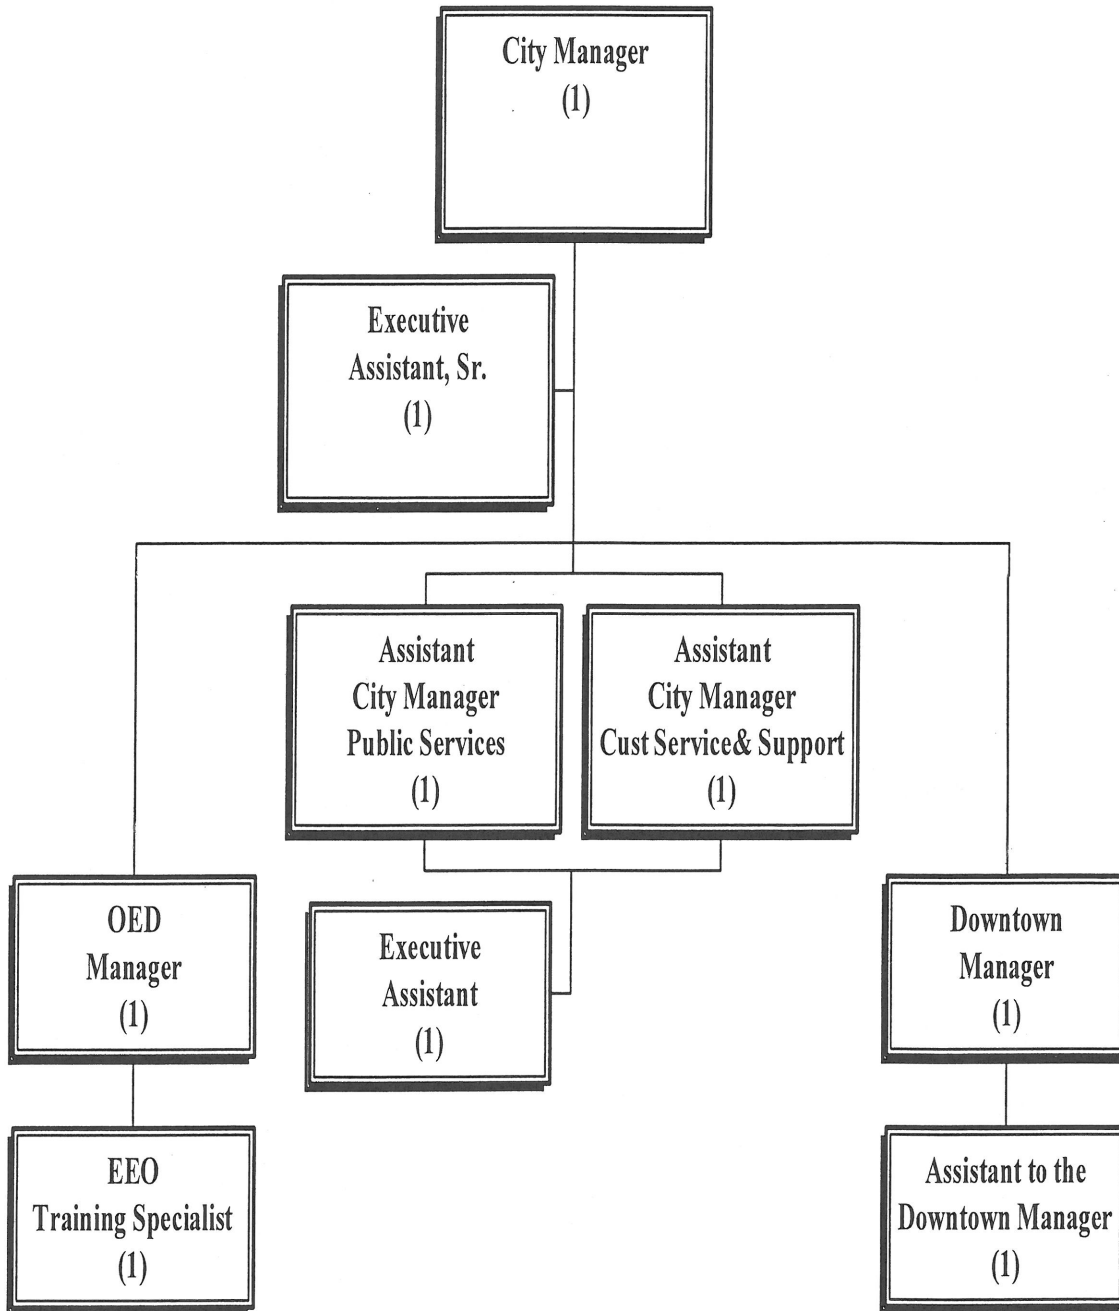 City Manager
(1)
Executive
Assistant, Sr.
(1)
Assistant
City Manager
Public Services
(1)
Assistant
City Manager
Cust Service& Support
(1)
OED
Manager
(1)
Executive
Assistant
(1)
Downtown
Manager
(1)
EEO
Training Specialist
(1)
Assistant to the
Downtown Manager
(1)